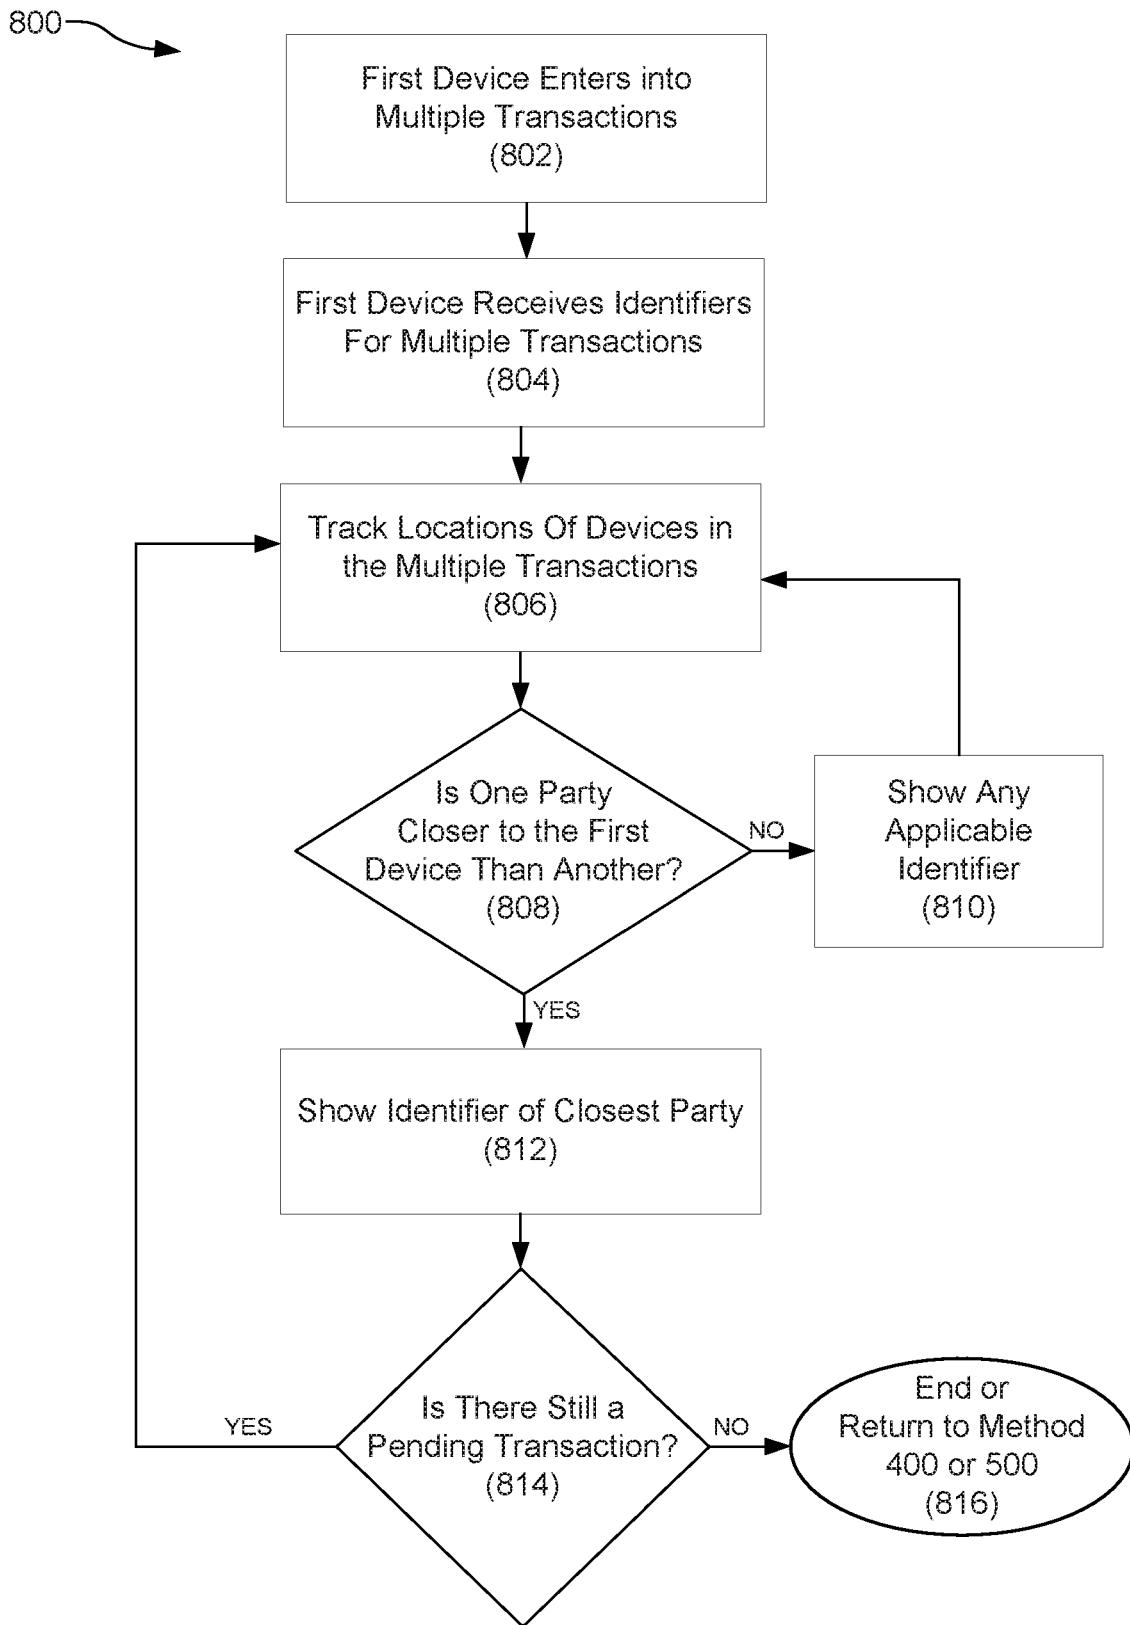 800
First Device Enters into
Multiple Transactions
(802)
First Device Receives Identifiers
For Multiple Transactions
(804)
Track Locations Of Devices in
the Multiple Transactions
(806)
Is One Party
Closer to the First
Device Than Another?
(808)
NO
Show Any
Applicable
Identifier
(810)
YES
Show Identifier of Closest Party
(812)
Is There Still a
Pending Transaction?
(814)
YES
NO
End or
Return to Method
400 or 500
(816)